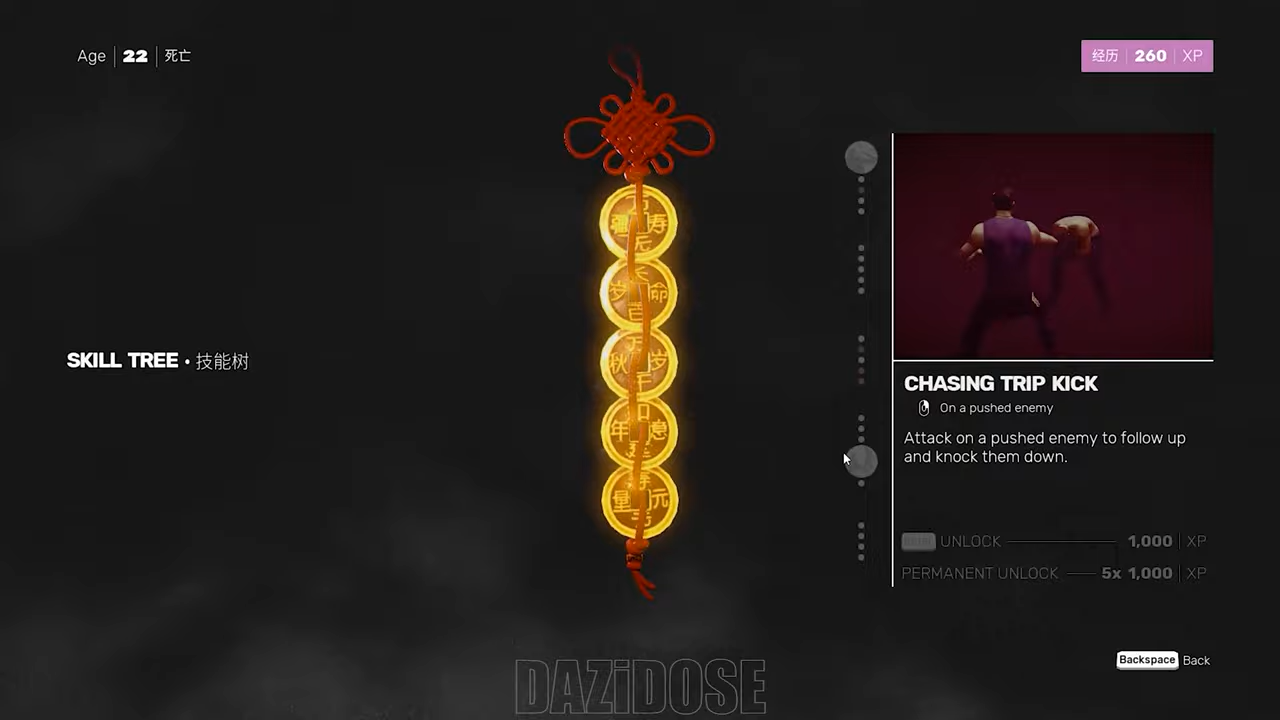 Age 22 死亡
经历 260 XP
SKILL TREE • 技能树
CHASING TRIP KICK
On a pushed enemy
Attack on a pushed enemy to follow up
and knock them down.
UNLOCK 1,000 XP
PERMANENT UNLOCK 5x 1,000 XP
Backspace Back
DAZiDOSE